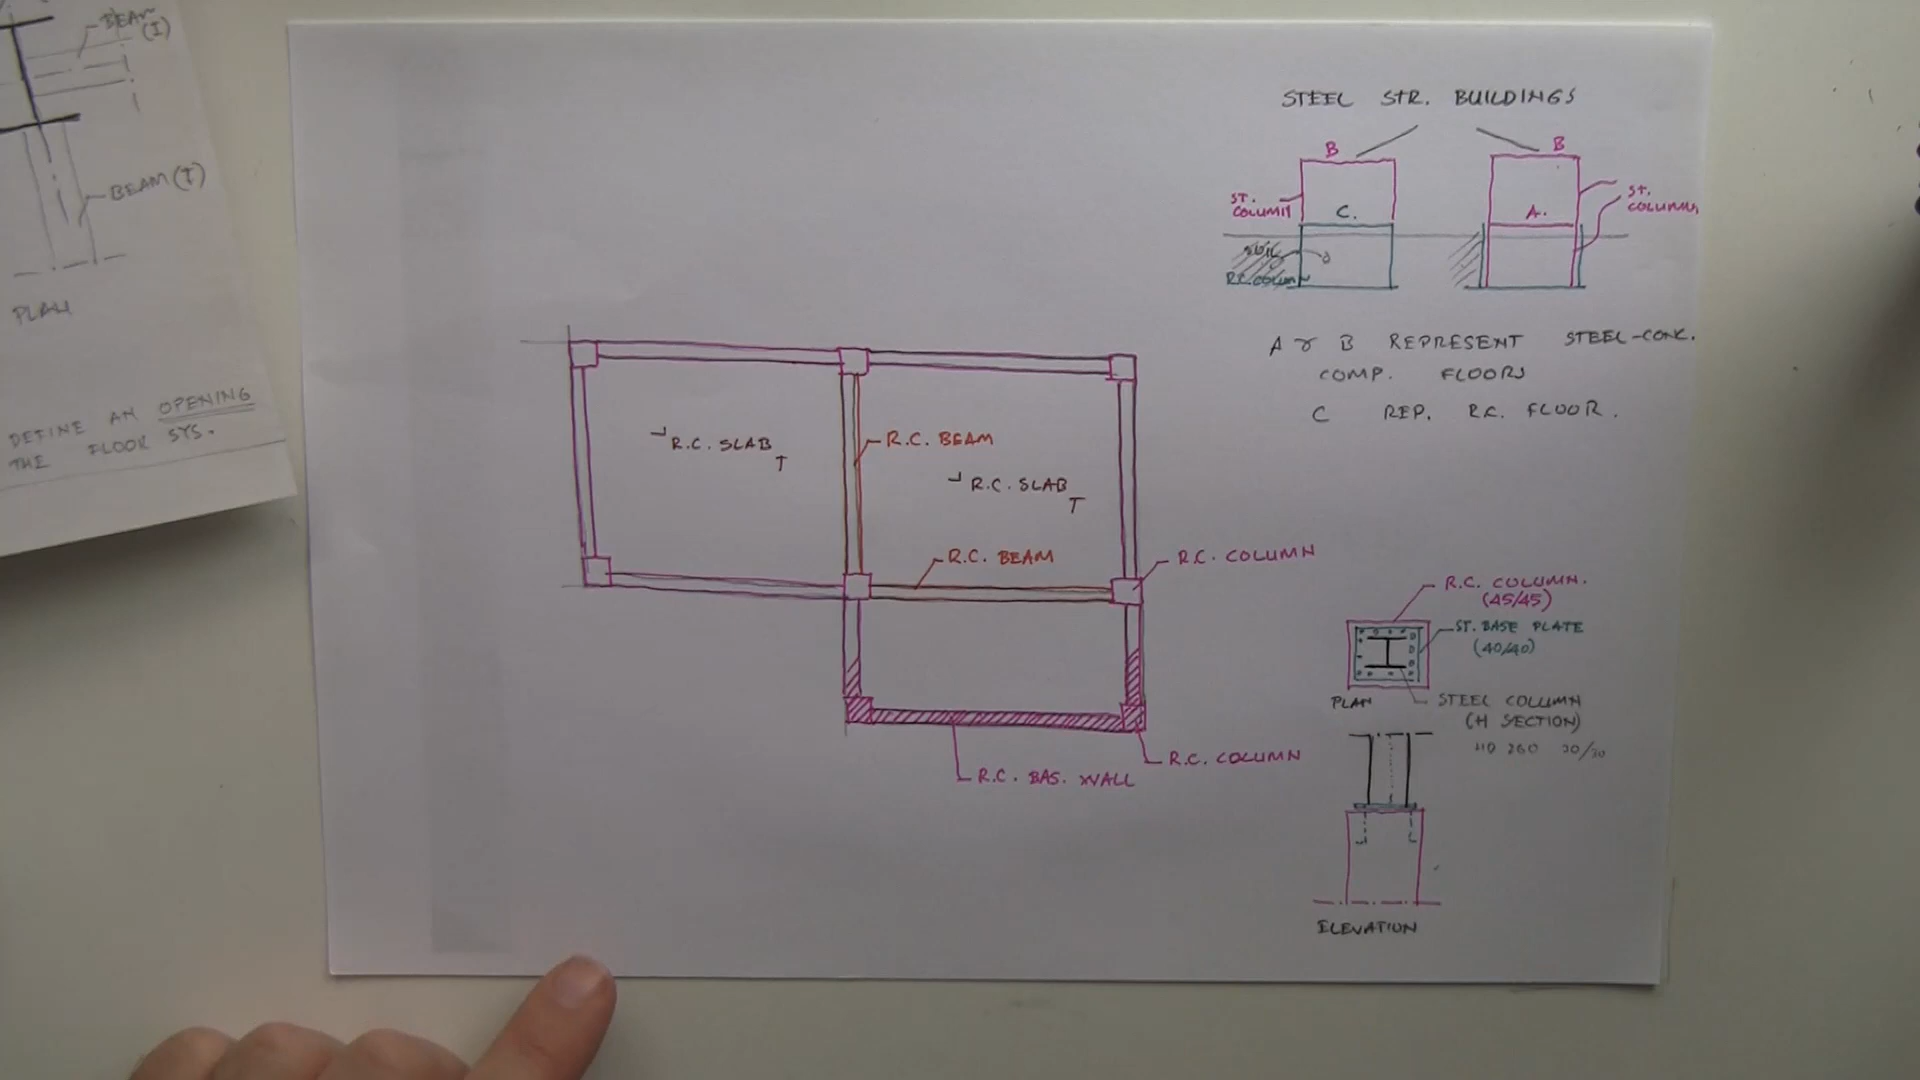 BEAM
(I)
BEAM (I)
PLAN
DEFINE AN OPENING
THE FLOOR SYS.
STEEL STR. BUILDINGS
B
B
ST.
COLUMN
C.
A.
ST.
COLUMN
SOIL
R.C. COLUMN
A & B REPRESENT STEEL-CONC.
COMP. FLOORS
C REP. R.C. FLOOR.
R.C. SLAB
R.C. BEAM
R.C. SLAB
R.C. BEAM
R.C. COLUMN
R.C. COLUMN
R.C. BAS. WALL
R.C. COLUMN.
(45/45)
ST. BASE PLATE
(40/40)
PLAN
STEEL COLUMN
(H SECTION)
HD 260
ELEVATION